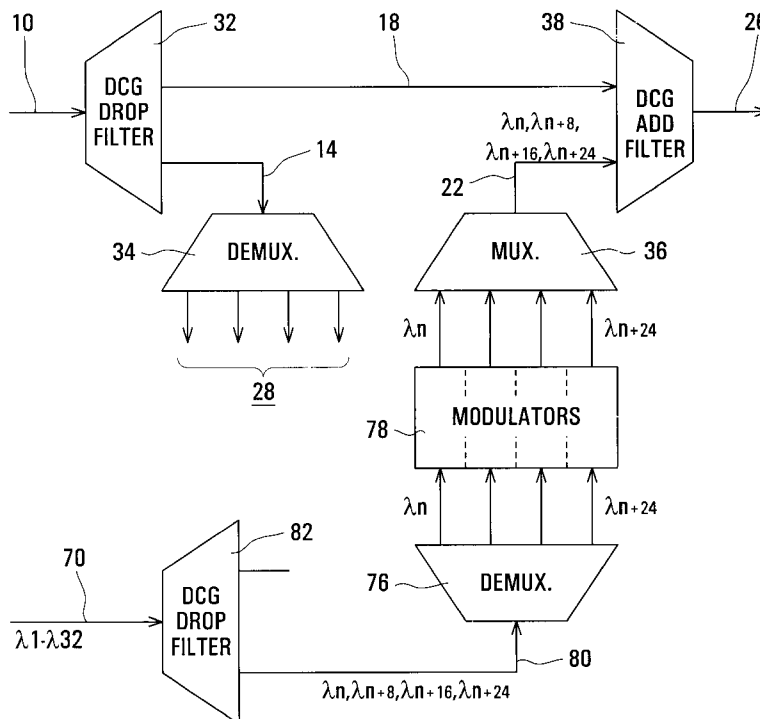 10
32
18
38
26
DCG
DROP
FILTER
DCG
ADD
FILTER
λn,λn+8,
λn+16,λn+24
14
22
34
DEMUX.
MUX.
36
λn
λn+24
28
78
MODULATORS
λn
λn+24
82
70
DCG
DROP
FILTER
λ1-λ32
76
DEMUX.
80
λn,λn+8,λn+16,λn+24